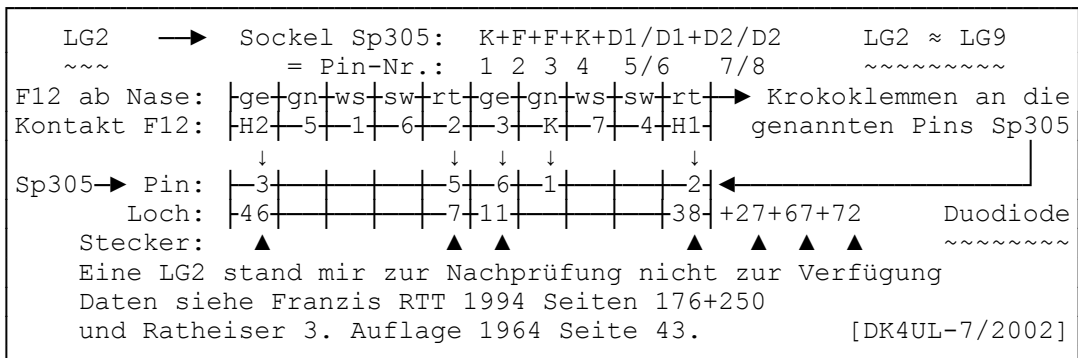 LG2 ──► Sockel Sp305: K+F+F+K+D1/D1+D2/D2 LG2 ≈ LG9
~~~ = Pin-Nr.: 1 2 3 4 5/6 7/8 ~~~~~~~~~
F12 ab Nase: ├ge┼gn┼ws┼sw┼rt┼ge┼gn┼ws┼sw┼rt┼─► Krokoklemmen an die
Kontakt F12: ├H2┼─5┼─1┼─6┼─2┼─3┼─K┼─7┼─4┼H1┤ genannten Pins Sp305
↓ ↓ ↓ ↓ ↓
Sp305─► Pin: ├─3┼──┼──┼──┼─5┼─6┼─1┼──┼──┼─2┤◄
Loch: ├46┼──┼──┼──┼─7┼11┼──┼──┼──┼38┤+27+67+72 Duodiode
Stecker: ▲ ▲ ▲ ▲ ▲ ▲ ▲ ~~~~~~~~
Eine LG2 stand mir zur Nachprüfung nicht zur Verfügung
Daten siehe Franzis RTT 1994 Seiten 176+250
und Ratheiser 3. Auflage 1964 Seite 43. [DK4UL-7/2002]